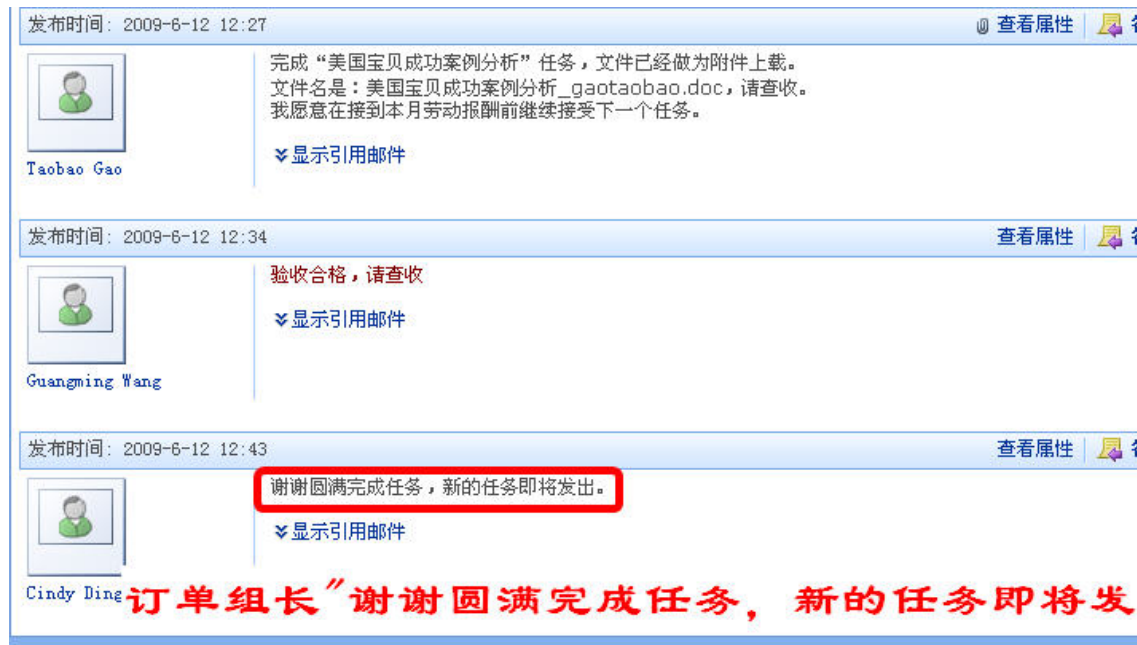 发布时间: 2009-6-12 12:27 查看属性
完成“美国宝贝成功案例分析”任务，文件已经做为附件上载。
文件名是：美国宝贝成功案例分析_gaotaobao.doc，请查收。
我愿意在接到本月劳动报酬前继续接受下一个任务。
显示引用邮件
Taobao Gao
发布时间: 2009-6-12 12:34 查看属性
验收合格，请查收
显示引用邮件
Guangming Wang
发布时间: 2009-6-12 12:43 查看属性
谢谢圆满完成任务，新的任务即将发出。
显示引用邮件
Cindy Ding
订单组长"谢谢圆满完成任务，新的任务即将发